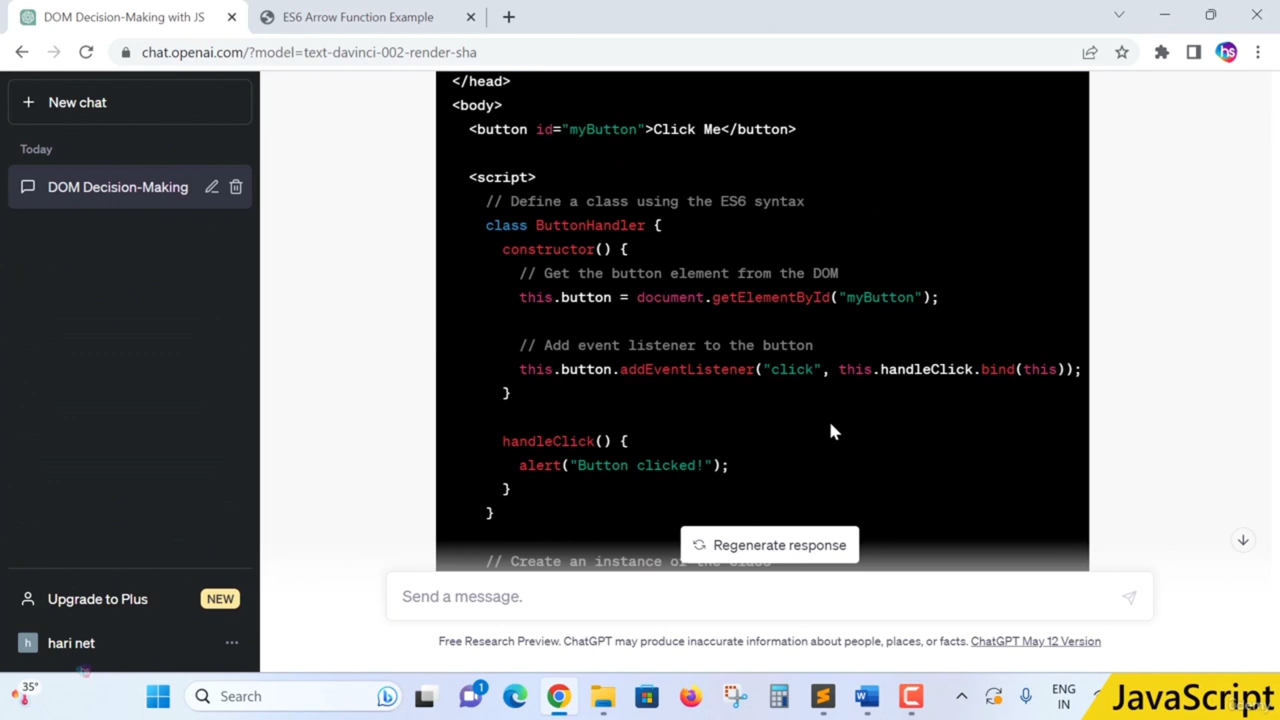 DOM Decision-Making with JS
ES6 Arrow Function Example
chat.openai.com/?model=text-davinci-002-render-sha
hs
New chat
Today
DOM Decision-Making
Upgrade to Plus
NEW
h
hari net
</head>
<body>
<button id="myButton">Click Me</button>
<script>
// Define a class using the ES6 syntax
class ButtonHandler {
constructor() {
// Get the button element from the DOM
this.button = document.getElementById("myButton");
// Add event listener to the button
this.button.addEventListener("click", this.handleClick.bind(this));
}
handleClick() {
alert("Button clicked!");
}
}
// Create an instance of the class
Regenerate response
Send a message.
Free Research Preview. ChatGPT may produce inaccurate information about people, places, or facts. ChatGPT May 12 Version
35°
Search
1
ENG
IN
JavaScript